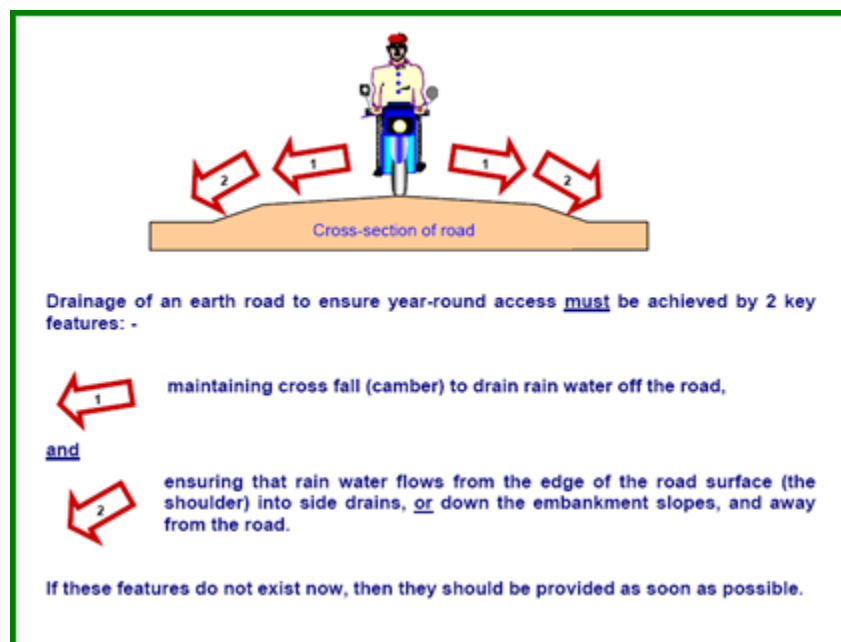 1 1
2 2
Cross-section of road
Drainage of an earth road to ensure year-round access must be achieved by 2 key
features: -
1
maintaining cross fall (camber) to drain rain water off the road,
and
ensuring that rain water flows from the edge of the road surface (the
2
shoulder) into side drains, or down the embankment slopes, and away
from the road.
If these features do not exist now, then they should be provided as soon as possible.